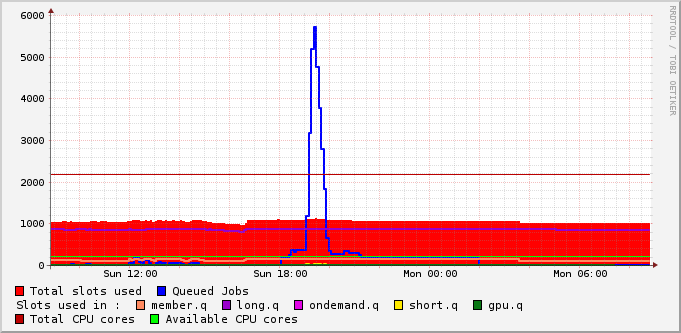 6000
5000
4000
3000
2000
1000
0
Sun 12:00 Sun 18:00 Mon 00:00 Mon 06:00
RRDTOOL / TOBI OETIKER
Total slots used Queued Jobs
Slots used in : member.q long.q ondemand.q short.q gpu.q
Total CPU cores Available CPU cores